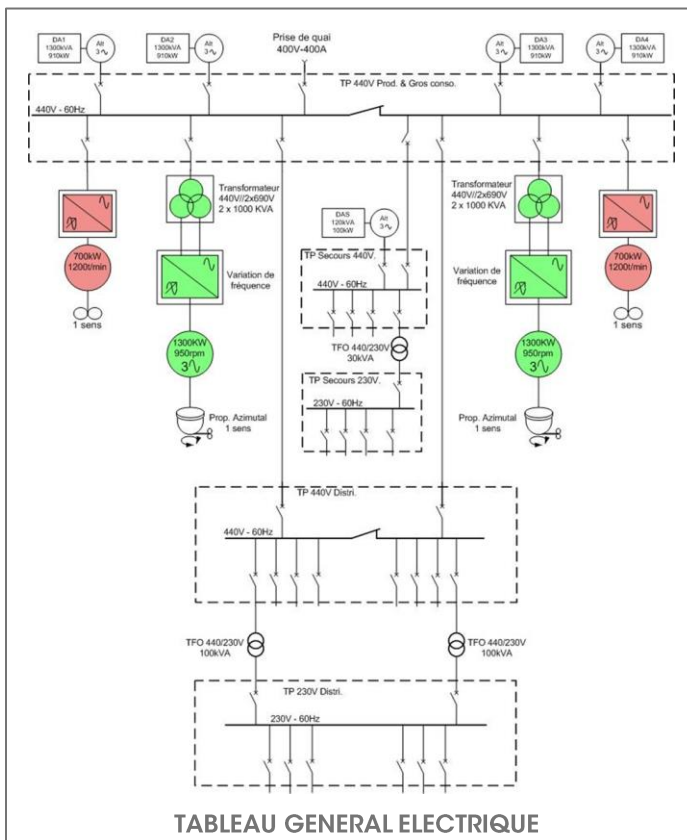 DA1
1300kVA
910kW
Alt
3
DA2
1300kVA
910kW
Alt
3
Prise de quai
400V-400A
Alt
3
DA3
1300kVA
910kW
Alt
3
DA4
1300kVA
910kW
TP 440V Prod. & Gros conso.
440V - 60Hz
Transformateur
440V//2x690V
2 x 1000 KVA
Transformateur
440V//2x690V
2 x 1000 KVA
DAS
120kVA
100kW
Alt
3
700kW
1200t/min
1 sens
Variation de
fréquence
TP Secours 440V.
440V - 60Hz
Variation de
fréquence
700kW
1200t/min
1 sens
TFO 440/230V
30kVA
1300KW
950rpm
3
1300KW
950rpm
3
TP Secours 230V.
230V - 60Hz
Prop. Azimutal
1 sens
Prop. Azimutal
1 sens
TP 440V Distri.
440V - 60Hz
TFO 440/230V
100kVA
TFO 440/230V
100kVA
TP 230V Distri.
230V - 60Hz
TABLEAU GENERAL ELECTRIQUE